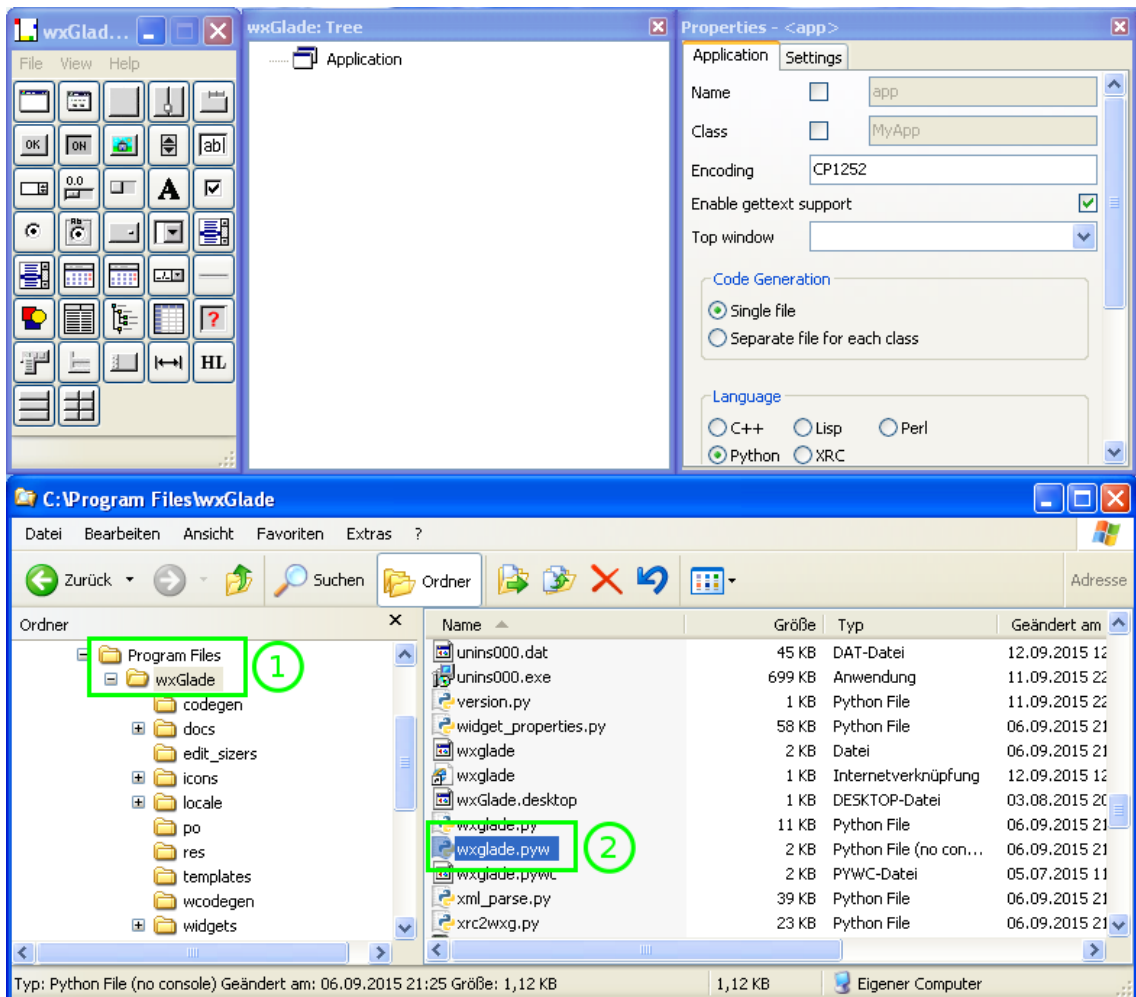 wxGlad...
File View Help
OK ON ab
0.0 A
Rb
?
HL
wxGlade: Tree
Application
Properties - <app>
Application Settings
Name app
Class MyApp
Encoding CP1252
Enable gettext support
Top window
Code Generation
Single file
Separate file for each class
Language
C++ Lisp Perl
Python XRC
C:\Program Files\wxGlade
Datei Bearbeiten Ansicht Favoriten Extras ?
Zurück Suchen Ordner Adresse
Ordner
Program Files
wxGlade
1
codegen
docs
edit_sizers
icons
locale
po
res
templates
wcodegen
widgets
Name Größe Typ Geändert am
unins000.dat 45 KB DAT-Datei 12.09.2015 12
unins000.exe 699 KB Anwendung 11.09.2015 22
version.py 1 KB Python File 11.09.2015 22
widget_properties.py 58 KB Python File 06.09.2015 21
wxglade 2 KB Datei 06.09.2015 21
wxglade 1 KB Internetverknüpfung 12.09.2015 12
wxGlade.desktop 1 KB DESKTOP-Datei 03.08.2015 20
wxglade.py 11 KB Python File 06.09.2015 21
wxglade.pyw 2 KB Python File (no con... 06.09.2015 21
2
wxglade.pywc 2 KB PYWC-Datei 05.07.2015 11
xml_parse.py 39 KB Python File 06.09.2015 21
xrc2wxg.py 23 KB Python File 06.09.2015 21
Typ: Python File (no console) Geändert am: 06.09.2015 21:25 Größe: 1,12 KB 1,12 KB Eigener Computer